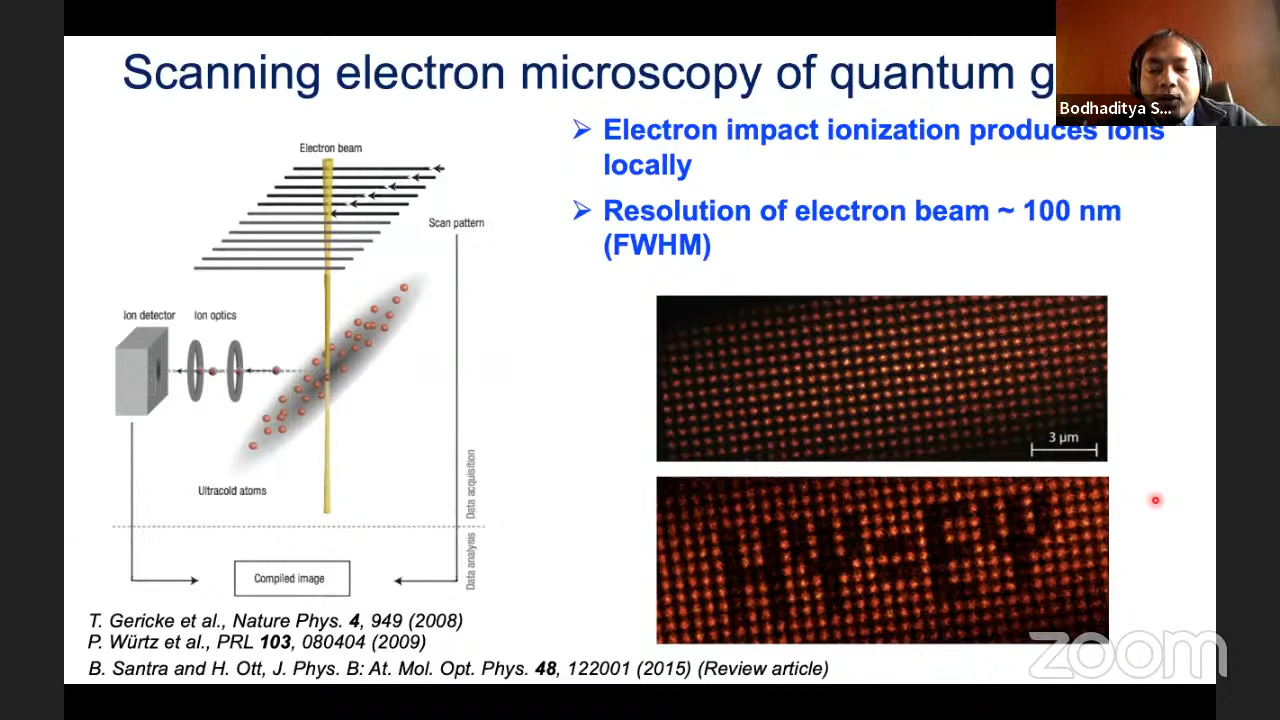 Scanning electron microscopy of quantum g
Bodhaditya S...
Electron impact ionization produces ions
locally
Resolution of electron beam ~ 100 nm
(FWHM)
Electron beam
Scan pattern
Ion detector
Ion optics
Ultracold atoms
Data acquisition
Data analysis
Compiled image
3 µm
T. Gericke et al., Nature Phys. 4, 949 (2008)
P. Würtz et al., PRL 103, 080404 (2009)
B. Santra and H. Ott, J. Phys. B: At. Mol. Opt. Phys. 48, 122001 (2015) (Review article)
zoom